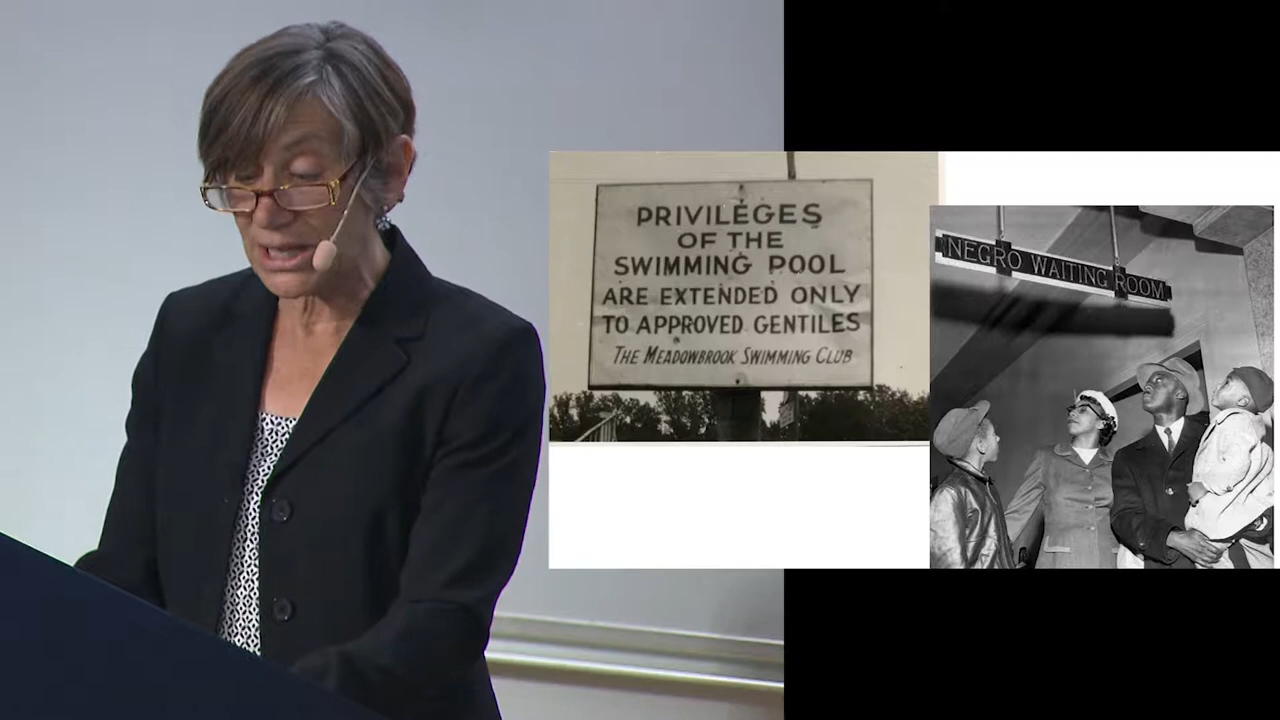 PRIVILEGES
OF THE
SWIMMING POOL
ARE EXTENDED ONLY
TO APPROVED GENTILES
THE MEADOWBROOK SWIMMING CLUB
NEGRO WAITING ROOM